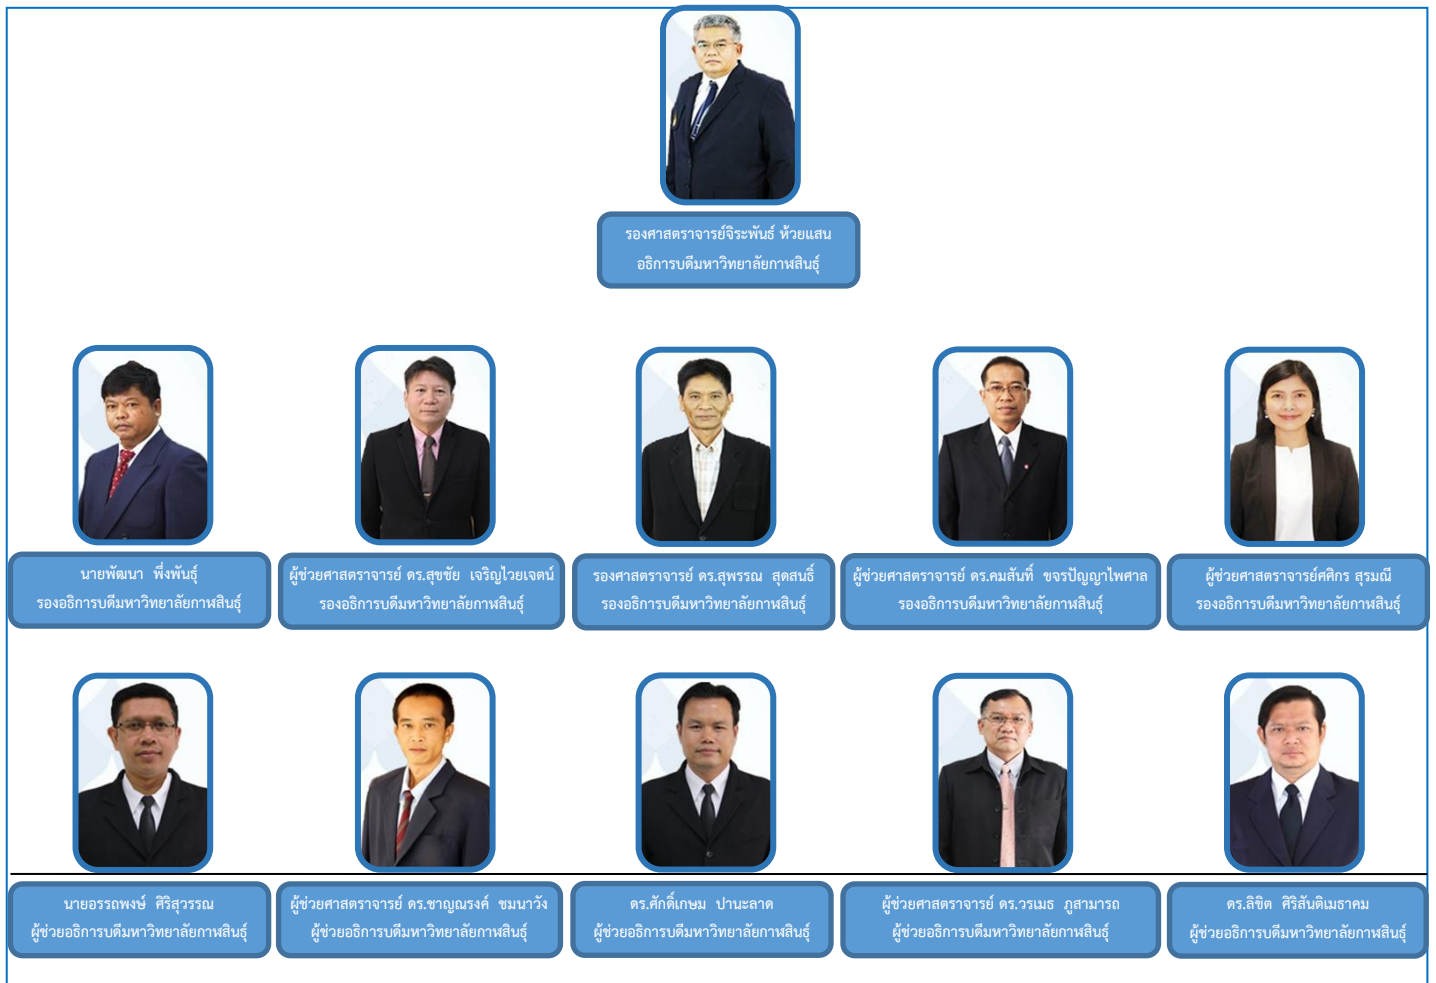 รองศาสตราจารย์จิระพันธ์ ห้วยแสน
อธิการบดีมหาวิทยาลัยกาฬสินธุ์
นายพัฒนา พึ่งพันธุ์
รองอธิการบดีมหาวิทยาลัยกาฬสินธุ์
ผู้ช่วยศาสตราจารย์ ดร.สุขชัย เจริญไวยเจตน์
รองอธิการบดีมหาวิทยาลัยกาฬสินธุ์
รองศาสตราจารย์ ดร.สุพรรณ สุดสนธิ์
รองอธิการบดีมหาวิทยาลัยกาฬสินธุ์
ผู้ช่วยศาสตราจารย์ ดร.คมสันทิ์ ขจรปัญญาไพศาล
รองอธิการบดีมหาวิทยาลัยกาฬสินธุ์
ผู้ช่วยศาสตราจารย์ศศิกร สุรมณี
รองอธิการบดีมหาวิทยาลัยกาฬสินธุ์
นายอรรถพงษ์ ศิริสุวรรณ
ผู้ช่วยอธิการบดีมหาวิทยาลัยกาฬสินธุ์
ผู้ช่วยศาสตราจารย์ ดร.ชาญณรงค์ ชมนาวัง
ผู้ช่วยอธิการบดีมหาวิทยาลัยกาฬสินธุ์
ดร.ศักดิ์เกษม ปานะลาด
ผู้ช่วยอธิการบดีมหาวิทยาลัยกาฬสินธุ์
ผู้ช่วยศาสตราจารย์ ดร.วรเมธ ภูสามารถ
ผู้ช่วยอธิการบดีมหาวิทยาลัยกาฬสินธุ์
ดร.ลิขิต ศิริสันติเมธาคม
ผู้ช่วยอธิการบดีมหาวิทยาลัยกาฬสินธุ์